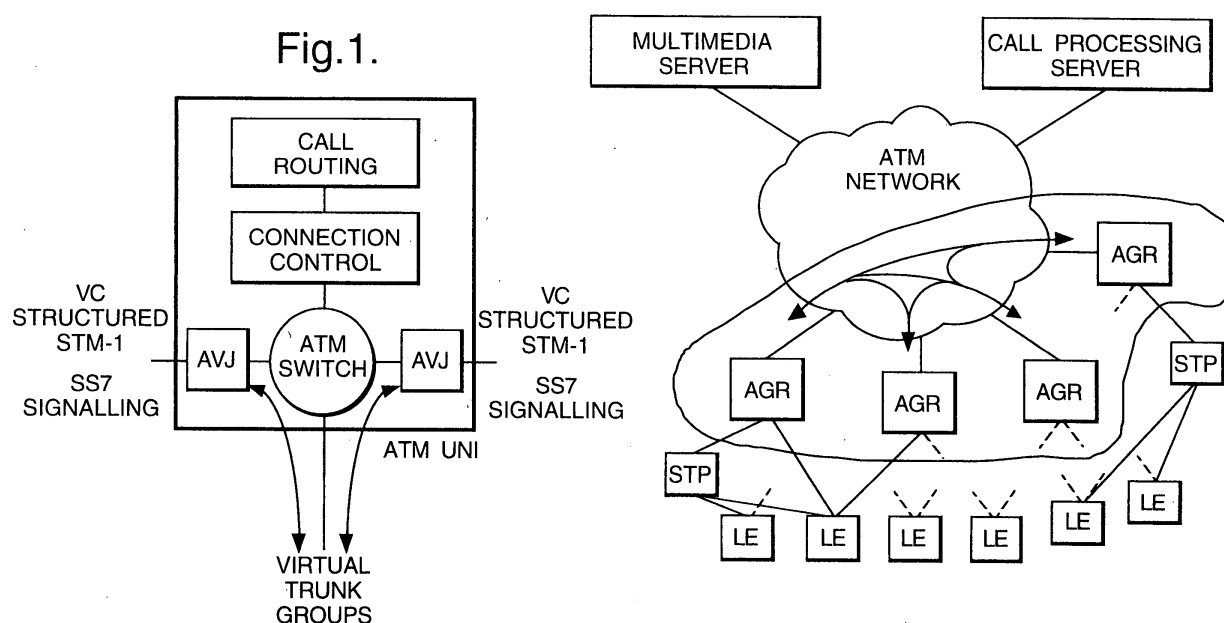 Fig.1.
CALL
ROUTING
CONNECTION
CONTROL
VC
STRUCTURED
STM-1
SS7
SIGNALLING
AVJ
ATM
SWITCH
AVJ
VC
STRUCTURED
STM-1
SS7
SIGNALLING
ATM UNI
VIRTUAL
TRUNK
GROUPS
MULTIMEDIA
SERVER
CALL PROCESSING
SERVER
ATM
NETWORK
AGR
AGR
AGR
AGR
STP
STP
LE
LE
LE
LE
LE
LE